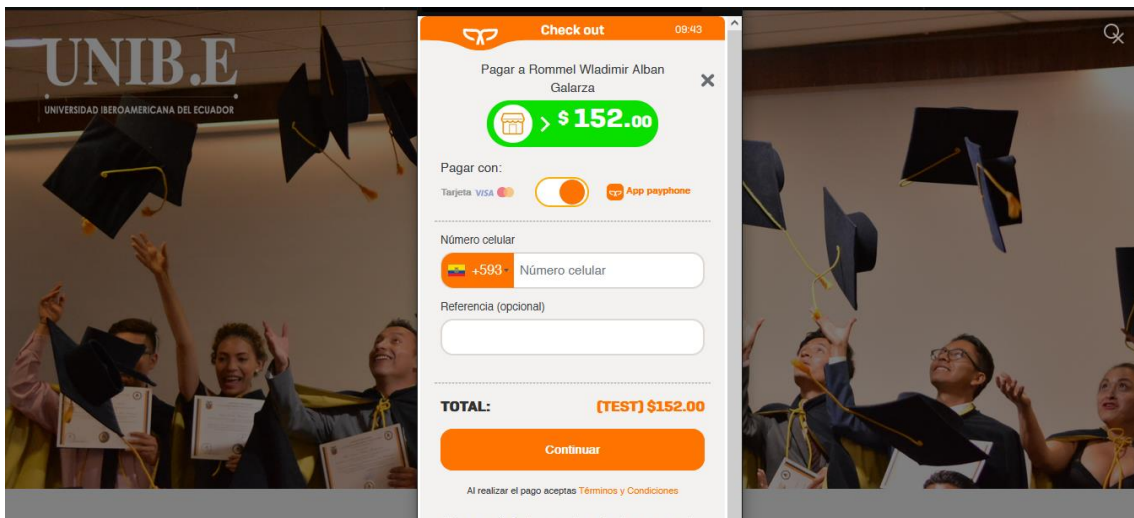 UNIB.E
UNIVERSIDAD IBEROAMERICANA DEL ECUADOR
Check out
09:43
Pagar a Rommel Wladimir Alban
Galarza
$ 152.00
Pagar con:
Tarjeta VISA
App payphone
Número celular
+593
Número celular
Referencia (opcional)
TOTAL:
[TEST] $152.00
Continuar
Al realizar el pago aceptas Términos y Condiciones